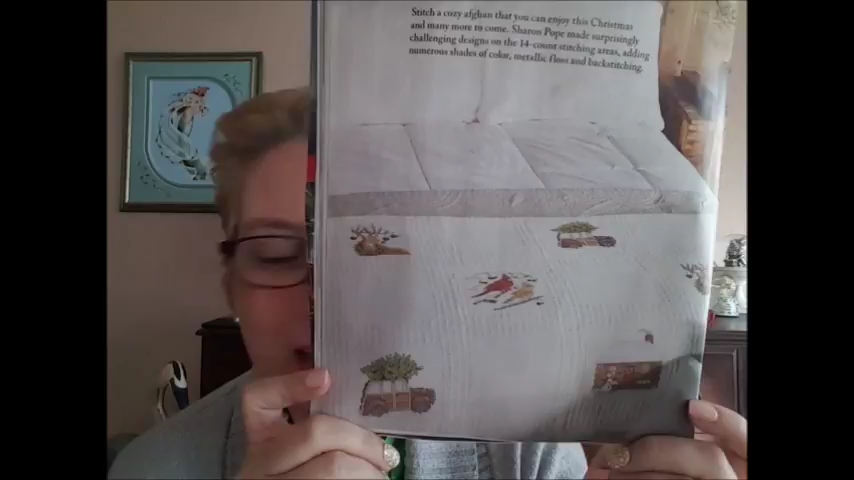 Stitch a cozy afghan that you can enjoy this Christmas
and many more to come. Sharon Pope made surprisingly
challenging designs on the 14-count stitching areas, adding
numerous shades of color, metallic floss and backstitching.